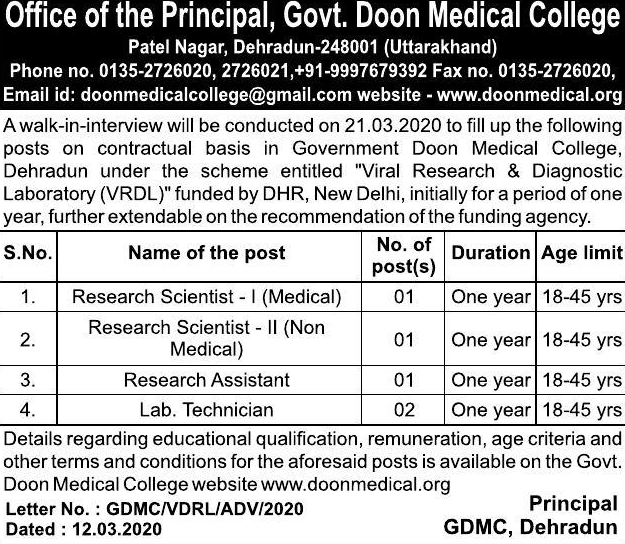 Office of the Principal, Govt. Doon Medical College
Patel Nagar, Dehradun-248001 (Uttarakhand)
Phone no. 0135-2726020, 2726021,+91-9997679392 Fax no. 0135-2726020,
Email id: doonmedicalcollege@gmail.com website - www.doonmedical.org
A walk-in-interview will be conducted on 21.03.2020 to fill up the following
posts on contractual basis in Government Doon Medical College,
Dehradun under the scheme entitled "Viral Research & Diagnostic
Laboratory (VRDL)" funded by DHR, New Delhi, initially for a period of one
year, further extendable on the recommendation of the funding agency.
S.No. Name of the post No. of post(s) Duration Age limit
1. Research Scientist - I (Medical) 01 One year 18-45 yrs
2. Research Scientist - II (Non Medical) 01 One year 18-45 yrs
3. Research Assistant 01 One year 18-45 yrs
4. Lab. Technician 02 One year 18-45 yrs
Details regarding educational qualification, remuneration, age criteria and
other terms and conditions for the aforesaid posts is available on the Govt.
Doon Medical College website www.doonmedical.org
Letter No. : GDMC/VDRL/ADV/2020
Dated : 12.03.2020
Principal
GDMC, Dehradun